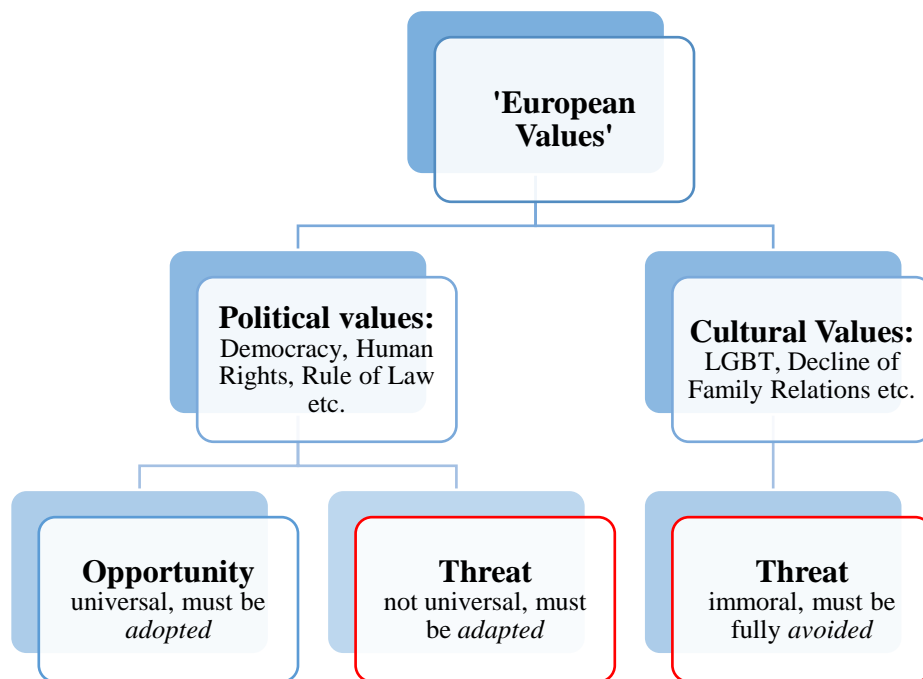 'European
Values'
Political values:
Democracy, Human
Rights, Rule of Law
etc.
Cultural Values:
LGBT, Decline of
Family Relations etc.
Opportunity
universal, must be
adopted
Threat
not universal, must
be adapted
Threat
immoral, must be
fully avoided